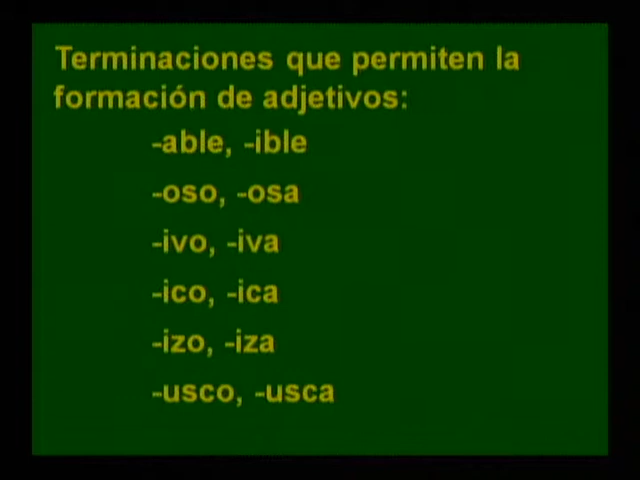 Terminaciones que permiten la
formación de adjetivos:
-able, -ible
-oso, -osa
-ivo, -iva
-ico, -ica
-izo, -iza
-usco, -usca